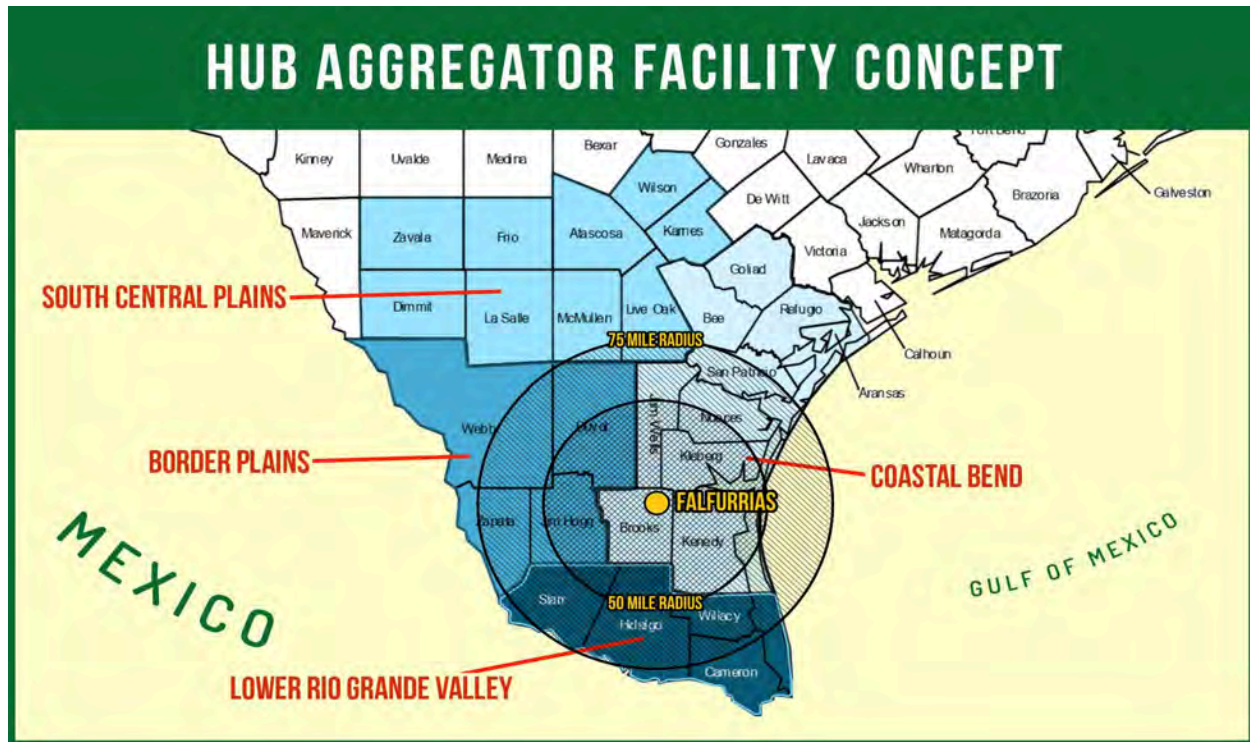 HUB AGGREGATOR FACILITY CONCEPT
Kinney
Uvalde
Medina
Bexar
Gonzales
Lavaca
Fort Bend
Wharton
Brazoria
Galveston
Wilson
De Witt
Jackson
Matagorda
Maverick
Zavala
Frio
Atascosa
Karnes
Victoria
Goliad
SOUTH CENTRAL PLAINS
Dimmit
La Salle
McMullen
Live Oak
Bee
Refugio
Calhoun
75 MILE RADIUS
San Patricio
Aransas
Webb
Duval
Jim Wells
Nueces
BORDER PLAINS
Kleberg
COASTAL BEND
FALFURRIAS
Zapata
Jim Hogg
Brooks
Kenedy
MEXICO
GULF OF MEXICO
Starr
50 MILE RADIUS
Hidalgo
Willacy
Cameron
LOWER RIO GRANDE VALLEY